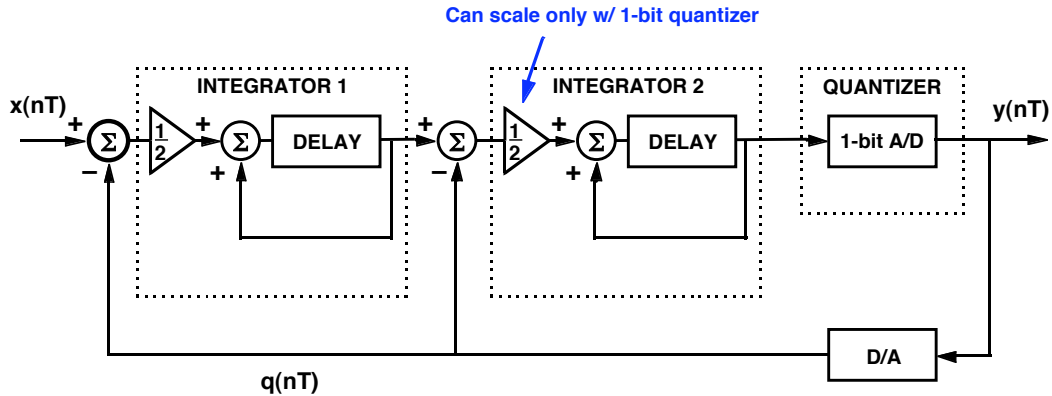 Can scale only w/ 1-bit quantizer
INTEGRATOR 1
INTEGRATOR 2
QUANTIZER
x(nT)
y(nT)
+
Σ
−
1
2
+
Σ
+
DELAY
+
Σ
−
1
2
+
Σ
+
DELAY
1-bit A/D
D/A
q(nT)